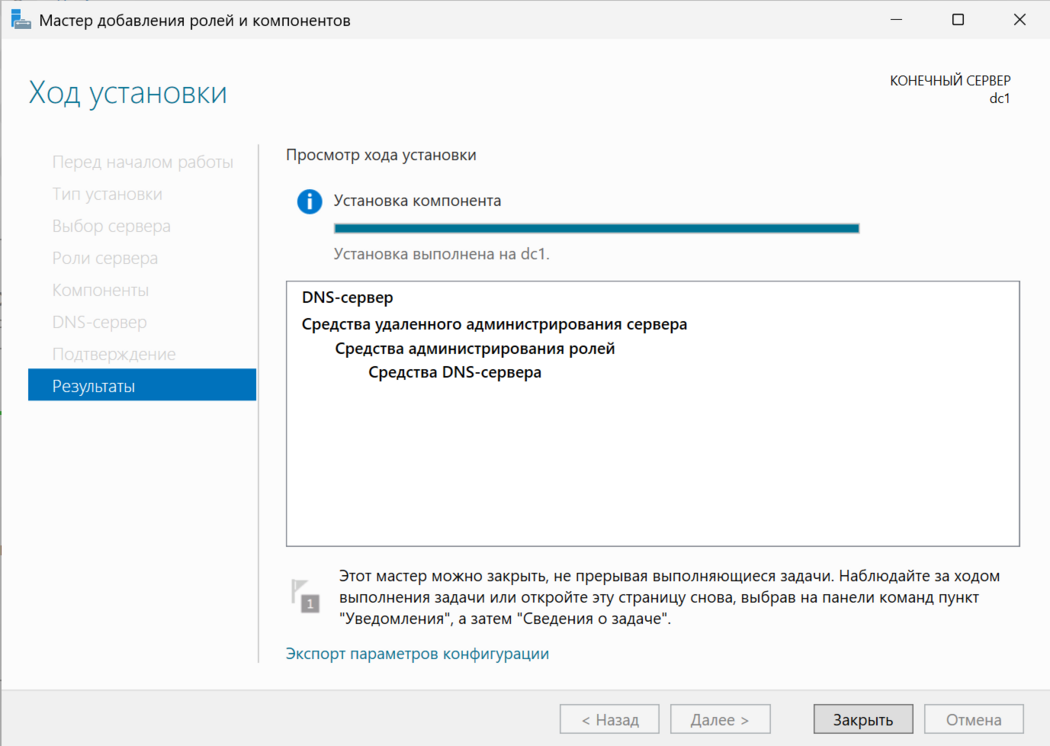 Мастер добавления ролей и компонентов
Ход установки
КОНЕЧНЫЙ СЕРВЕР
dc1
Перед началом работы
Тип установки
Выбор сервера
Роли сервера
Компоненты
DNS-сервер
Подтверждение
Результаты
Просмотр хода установки
Установка компонента
Установка выполнена на dc1.
DNS-сервер
Средства удаленного администрирования сервера
Средства администрирования ролей
Средства DNS-сервера
1
Этот мастер можно закрыть, не прерывая выполняющиеся задачи. Наблюдайте за ходом
выполнения задачи или откройте эту страницу снова, выбрав на панели команд пункт
"Уведомления", а затем "Сведения о задаче".
Экспорт параметров конфигурации
< Назад
Далее >
Закрыть
Отмена